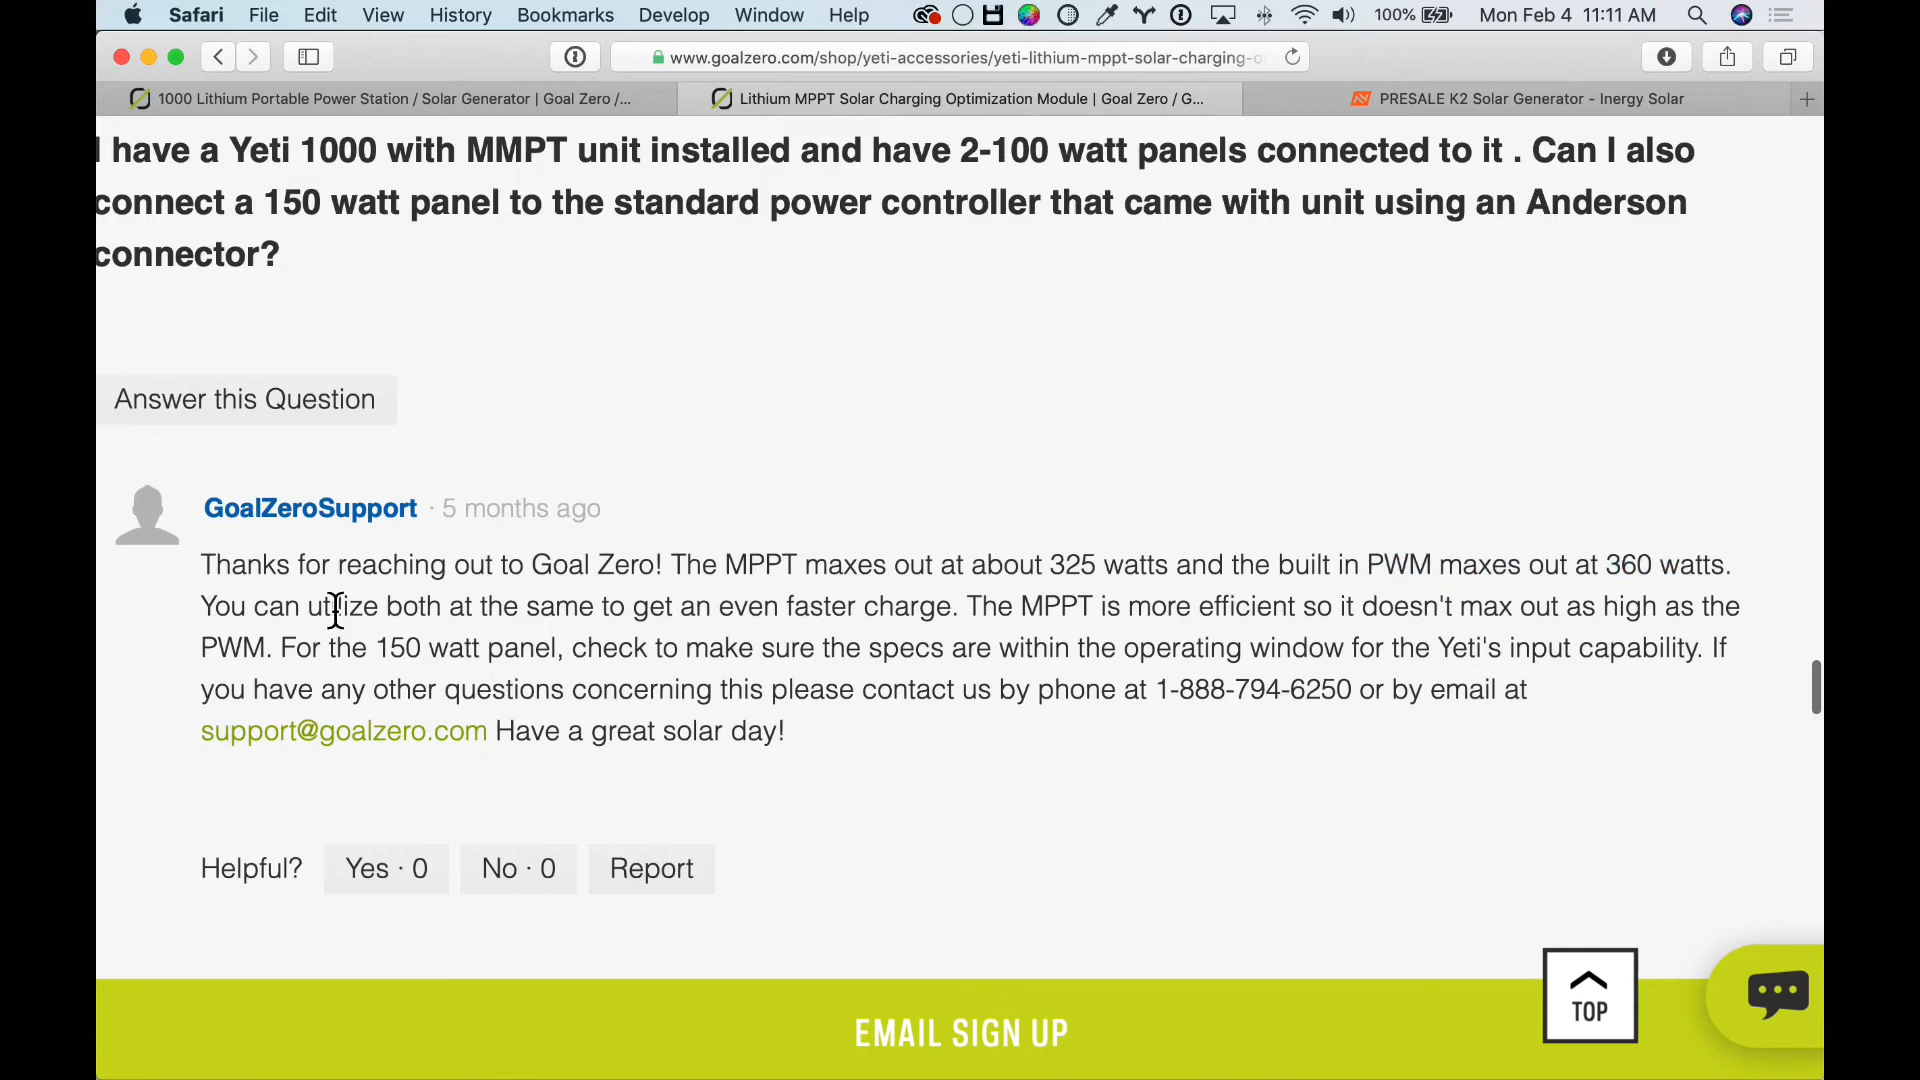 Safari File Edit View History Bookmarks Develop Window Help 100% Mon Feb 4 11:11 AM
www.goalzero.com/shop/yeti-accessories/yeti-lithium-mppt-solar-charging-o
1000 Lithium Portable Power Station / Solar Generator | Goal Zero /... Lithium MPPT Solar Charging Optimization Module | Goal Zero / G... PRESALE K2 Solar Generator - Inergy Solar
I have a Yeti 1000 with MMPT unit installed and have 2-100 watt panels connected to it . Can I also
connect a 150 watt panel to the standard power controller that came with unit using an Anderson
connector?
Answer this Question
GoalZeroSupport · 5 months ago
Thanks for reaching out to Goal Zero! The MPPT maxes out at about 325 watts and the built in PWM maxes out at 360 watts.
You can utilize both at the same to get an even faster charge. The MPPT is more efficient so it doesn't max out as high as the
PWM. For the 150 watt panel, check to make sure the specs are within the operating window for the Yeti's input capability. If
you have any other questions concerning this please contact us by phone at 1-888-794-6250 or by email at
support@goalzero.com Have a great solar day!
Helpful? Yes · 0 No · 0 Report
TOP
EMAIL SIGN UP